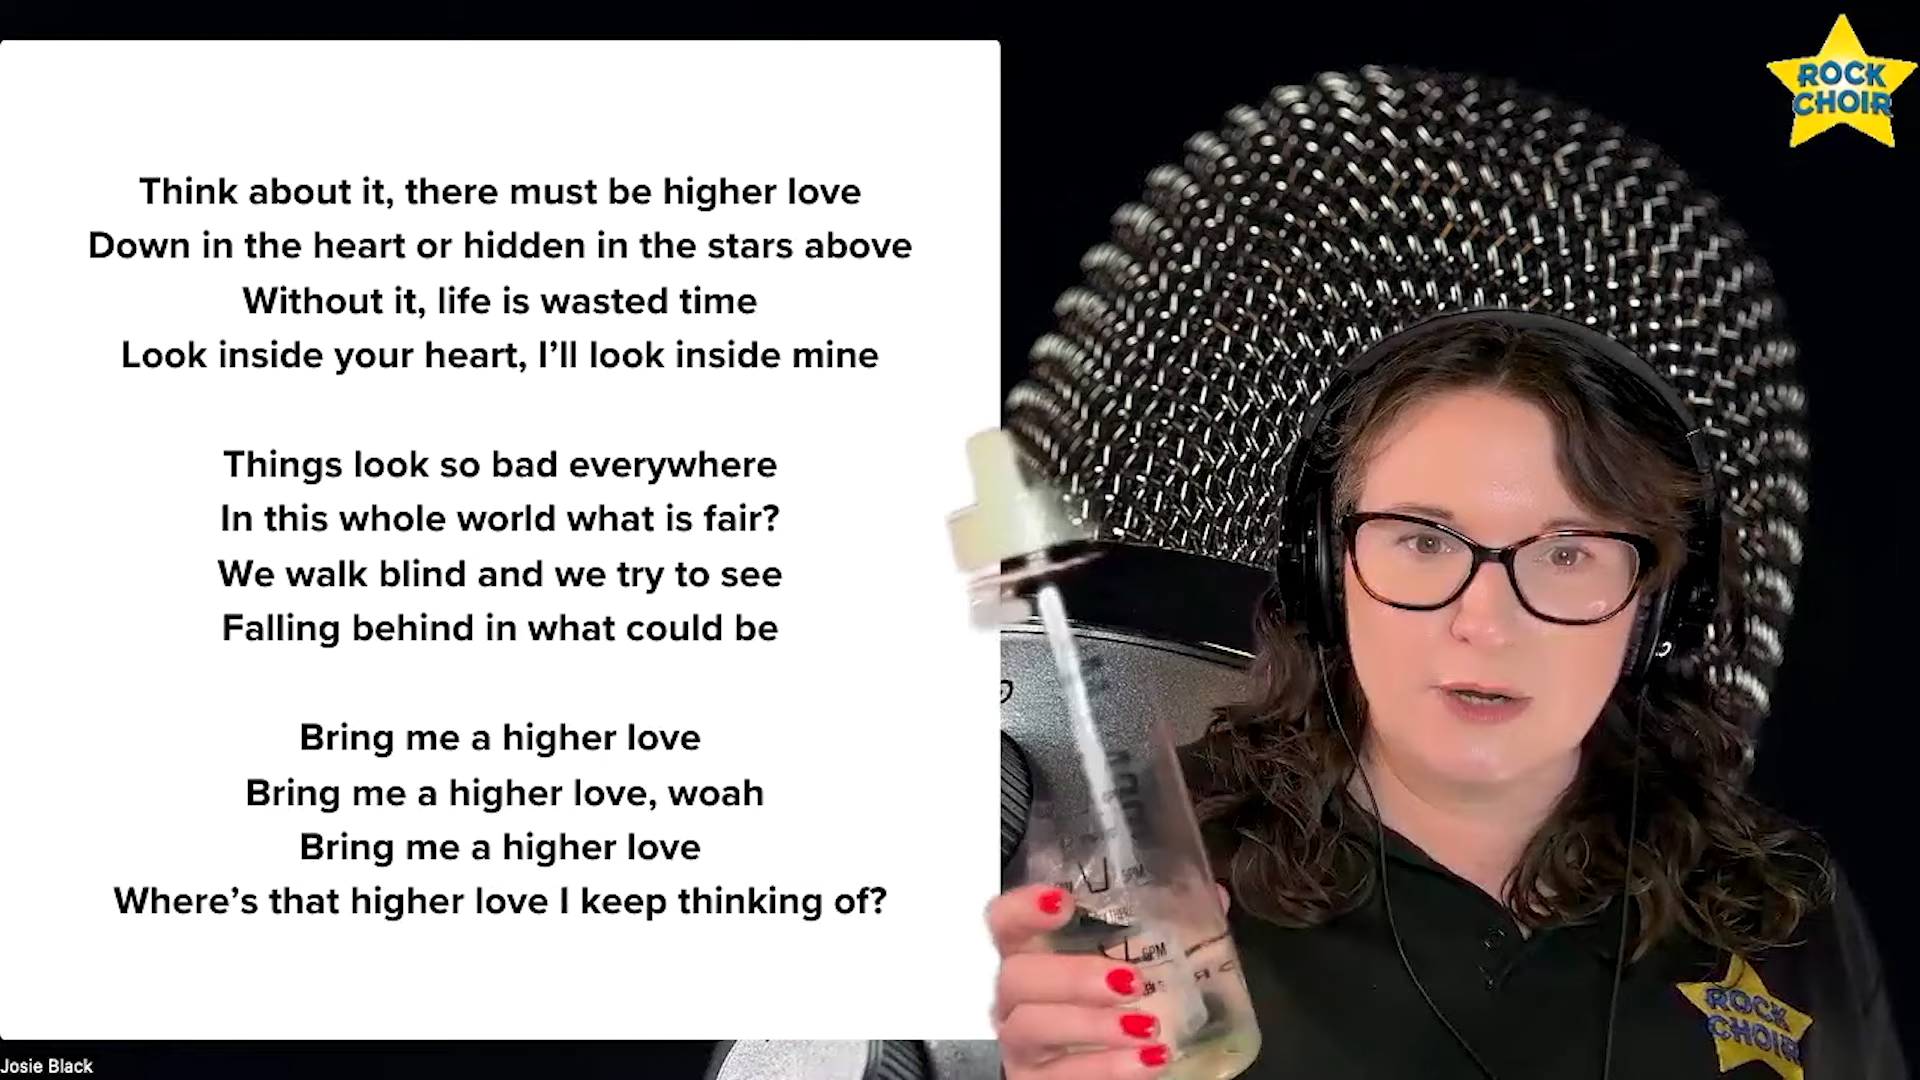 ROCK
CHOIR
Think about it, there must be higher love
Down in the heart or hidden in the stars above
Without it, life is wasted time
Look inside your heart, I’ll look inside mine
Things look so bad everywhere
In this whole world what is fair?
We walk blind and we try to see
Falling behind in what could be
Bring me a higher love
Bring me a higher love, woah
Bring me a higher love
Where’s that higher love I keep thinking of?
5PM
6PM
ROCK
CHOIR
Josie Black